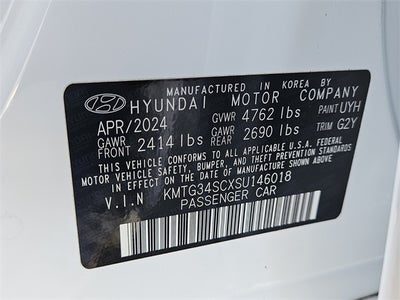 MANUFACTURED IN KOREA BY
HYUNDAI MOTOR COMPANY
APR/2024 GVWR 4762 lbs PAINT UYH
GAWR FRONT 2414 lbs GAWR REAR 2690 lbs TRIM G2Y
THIS VEHICLE CONFORMS TO ALL APPLICABLE U.S.A. FEDERAL
MOTOR VEHICLE SAFETY, BUMPER, AND THEFT PREVENTION
STANDARDS IN EFFECT ON THE DATE OF MANUFACTURE SHOWN ABOVE.
V.I.N KMTG34SCXSU146018
PASSENGER CAR